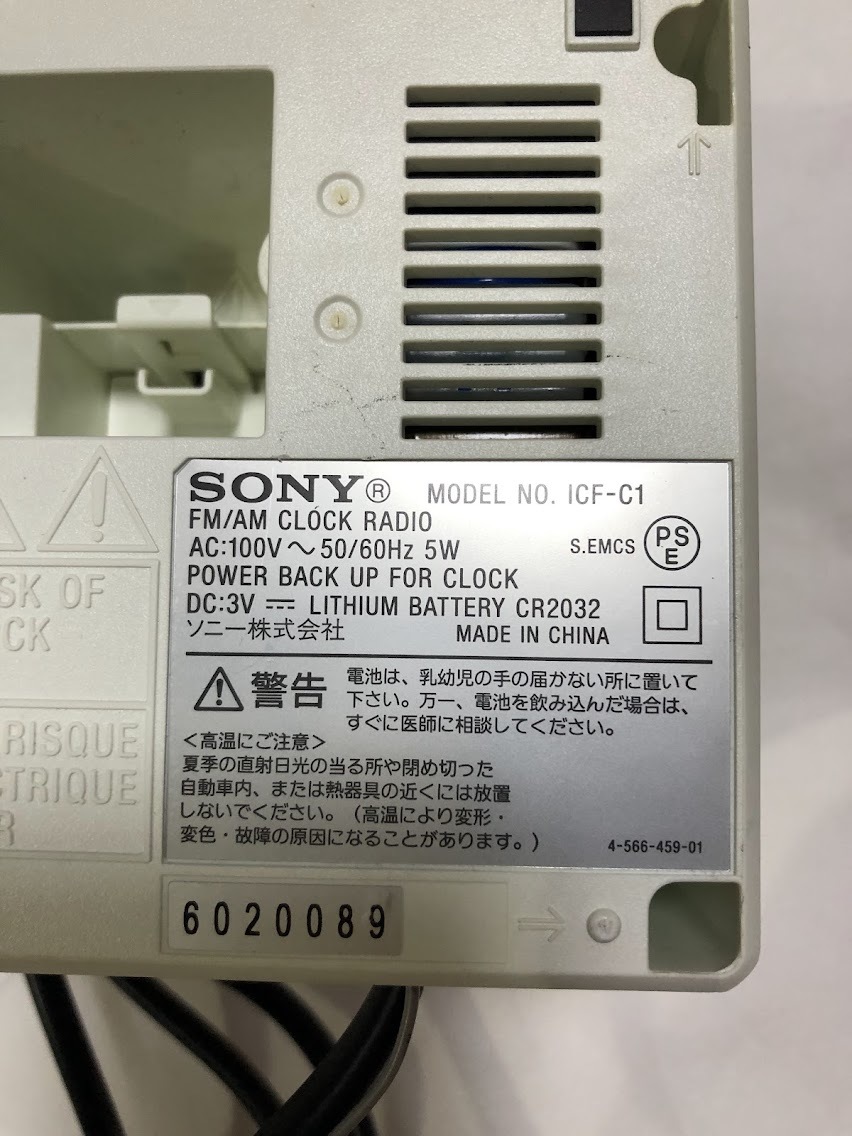 SONY® MODEL NO. ICF-C1
FM/AM CLOCK RADIO
AC:100V〜50/60Hz 5W S.EMCS PSE
POWER BACK UP FOR CLOCK
DC:3V ⎓ LITHIUM BATTERY CR2032
ソニー株式会社 MADE IN CHINA
警告
電池は、乳幼児の手の届かない所に置いて
下さい。万一、電池を飲み込んだ場合は、
すぐに医師に相談してください。
<高温にご注意>
夏季の直射日光の当る所や閉め切った
自動車内、または熱器具の近くには放置
しないでください。（高温により変形・
変色・故障の原因になることがあります。）
4-566-459-01
SK OF
CK
RISQUE
CTRIQUE
R
6020089